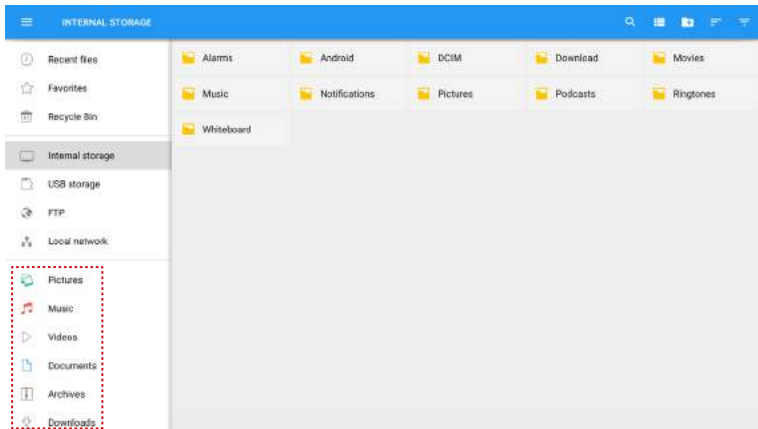 INTERNAL STORAGE
Recent files
Favorites
Recycle Bin
Internal storage
USB storage
FTP
Local network
Pictures
Music
Videos
Documents
Archives
Downloads
Alarms Android DCIM Download Movies
Music Notifications Pictures Podcasts Ringtones
Whiteboard